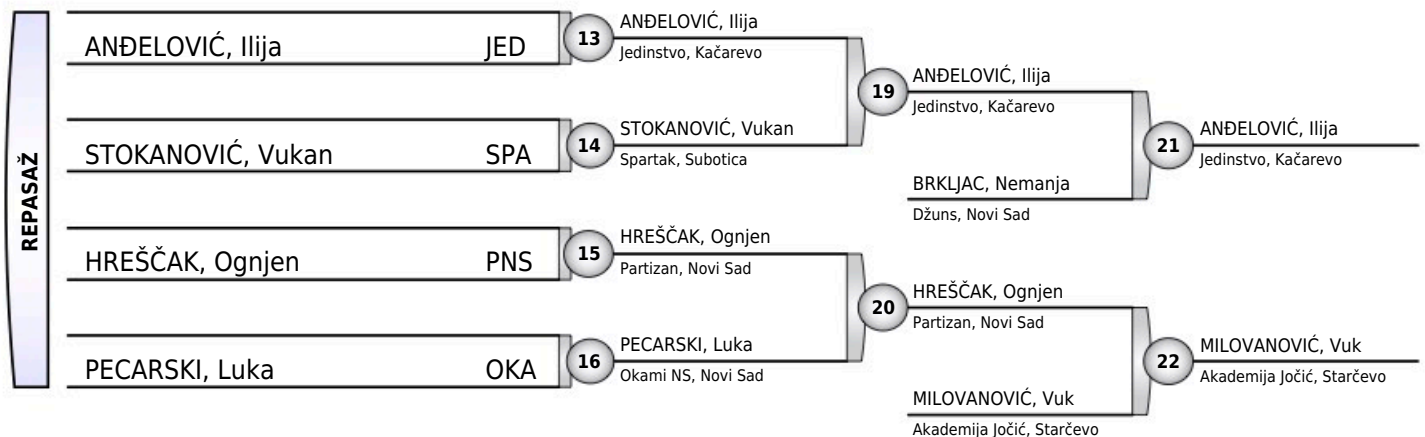 REPASAŽ
ANĐELOVIĆ, Ilija JED
STOKANOVIĆ, Vukan SPA
HREŠČAK, Ognjen PNS
PECARSKI, Luka OKA
13
ANĐELOVIĆ, Ilija
Jedinstvo, Kačarevo
14
STOKANOVIĆ, Vukan
Spartak, Subotica
15
HREŠČAK, Ognjen
Partizan, Novi Sad
16
PECARSKI, Luka
Okami NS, Novi Sad
19
ANĐELOVIĆ, Ilija
Jedinstvo, Kačarevo
BRKLJAC, Nemanja
Džuns, Novi Sad
20
HREŠČAK, Ognjen
Partizan, Novi Sad
MILOVANOVIĆ, Vuk
Akademija Jočić, Starčevo
21
ANĐELOVIĆ, Ilija
Jedinstvo, Kačarevo
22
MILOVANOVIĆ, Vuk
Akademija Jočić, Starčevo